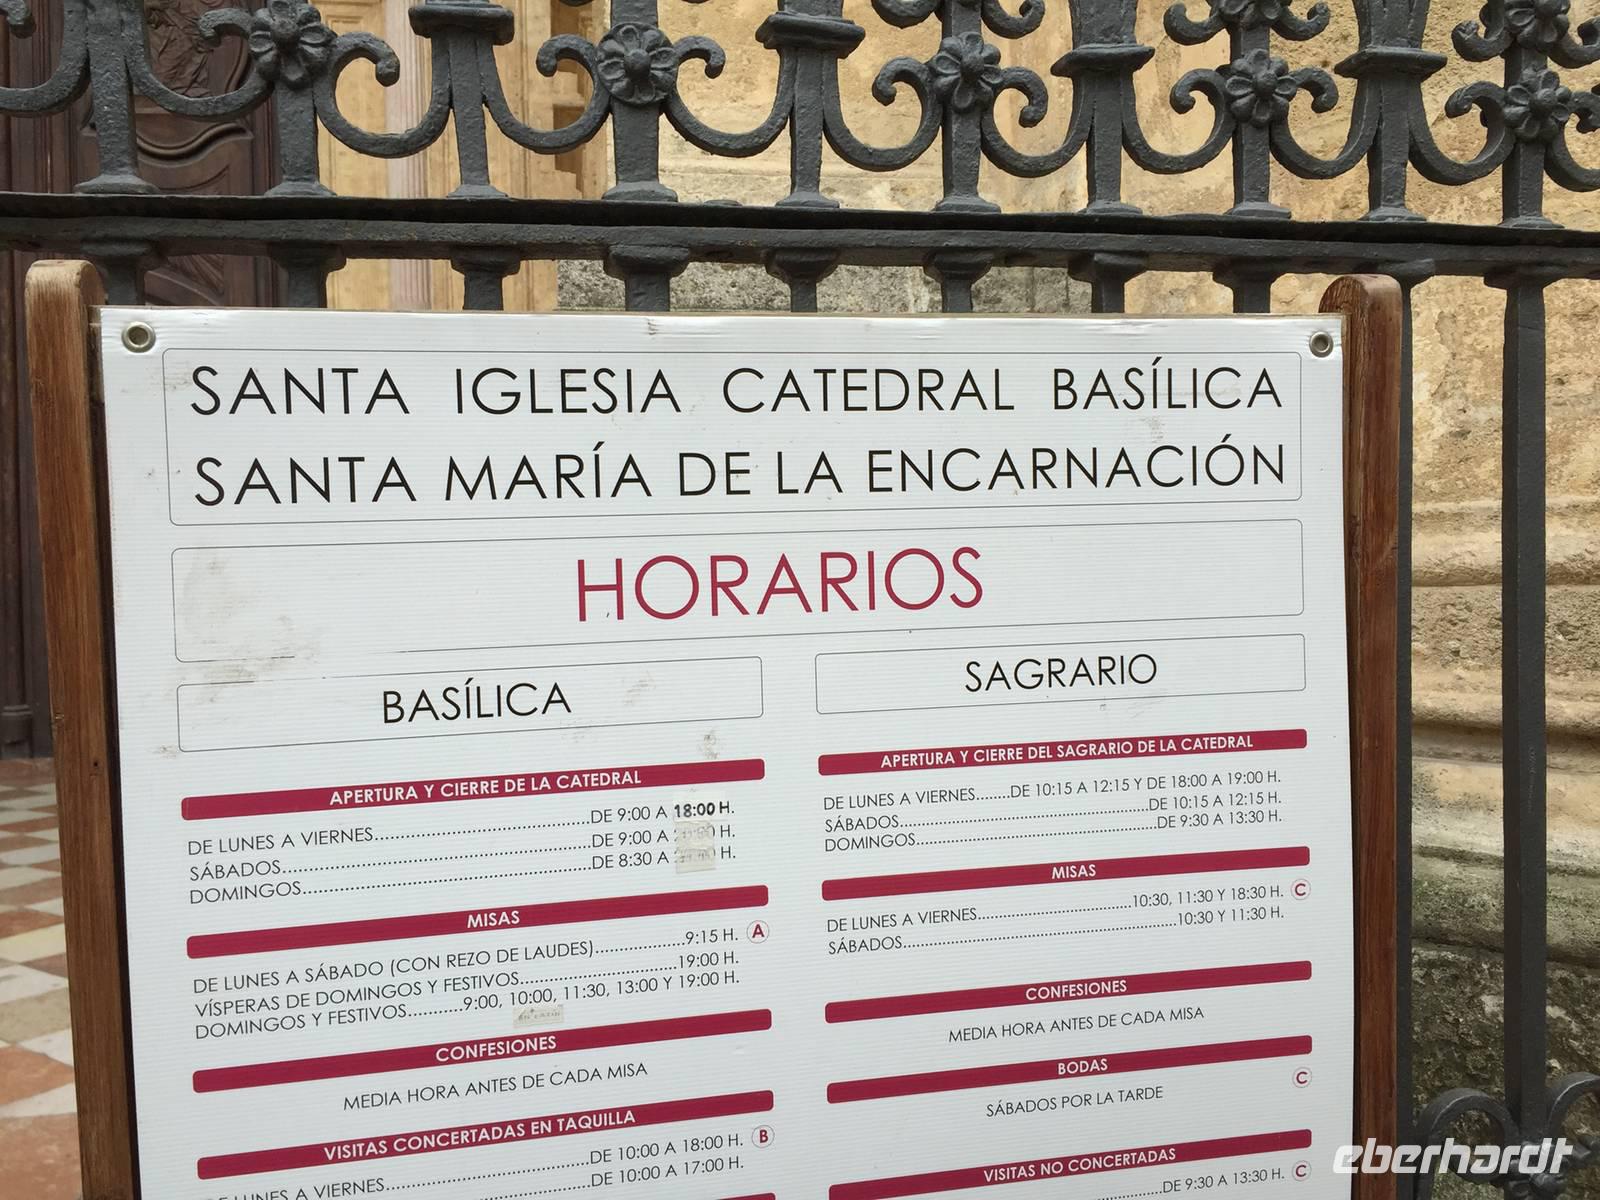 SANTA IGLESIA CATEDRAL BASÍLICA
SANTA MARÍA DE LA ENCARNACIÓN
HORARIOS
BASÍLICA
APERTURA Y CIERRE DE LA CATEDRAL
DE LUNES A VIERNES..........DE 9:00 A 18:00 H.
SÁBADOS..........DE 9:00 A H.
DOMINGOS..........DE 8:30 A H.
MISAS
DE LUNES A SÁBADO (CON REZO DE LAUDES)..........9:15 H. A
VÍSPERAS DE DOMINGOS Y FESTIVOS..........19:00 H.
DOMINGOS Y FESTIVOS..........9:00, 10:00, 11:30, 13:00 Y 19:00 H.
EN LATIN
CONFESIONES
MEDIA HORA ANTES DE CADA MISA
VISITAS CONCERTADAS EN TAQUILLA
DE LUNES A VIERNES..........DE 10:00 A 18:00 H. B
DE 10:00 A 17:00 H.
SAGRARIO
APERTURA Y CIERRE DEL SAGRARIO DE LA CATEDRAL
DE LUNES A VIERNES.......DE 10:15 A 12:15 Y DE 18:00 A 19:00 H.
SÁBADOS..........DE 10:15 A 12:15 H.
DOMINGOS..........DE 9:30 A 13:30 H.
MISAS
DE LUNES A VIERNES..........10:30, 11:30 Y 18:30 H. C
SÁBADOS..........10:30 Y 11:30 H.
CONFESIONES
MEDIA HORA ANTES DE CADA MISA
BODAS
SÁBADOS POR LA TARDE C
VISITAS NO CONCERTADAS
DE 9:30 A 13:30 H. C
eberhardt